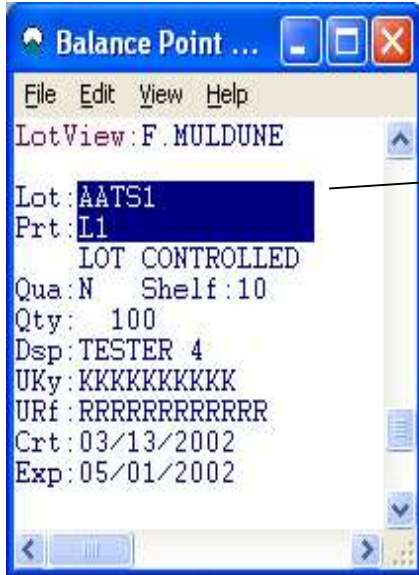 Balance Point ...
File Edit View Help
LotView:F.MULDUNE
Lot:AATS1
Prt:L1
LOT CONTROLLED
Qua:N Shelf:10
Qty: 100
Dsp:TESTER 4
UKy:KKKKKKKKKK
URf:RRRRRRRRRRRR
Crt:03/13/2002
Exp:05/01/2002